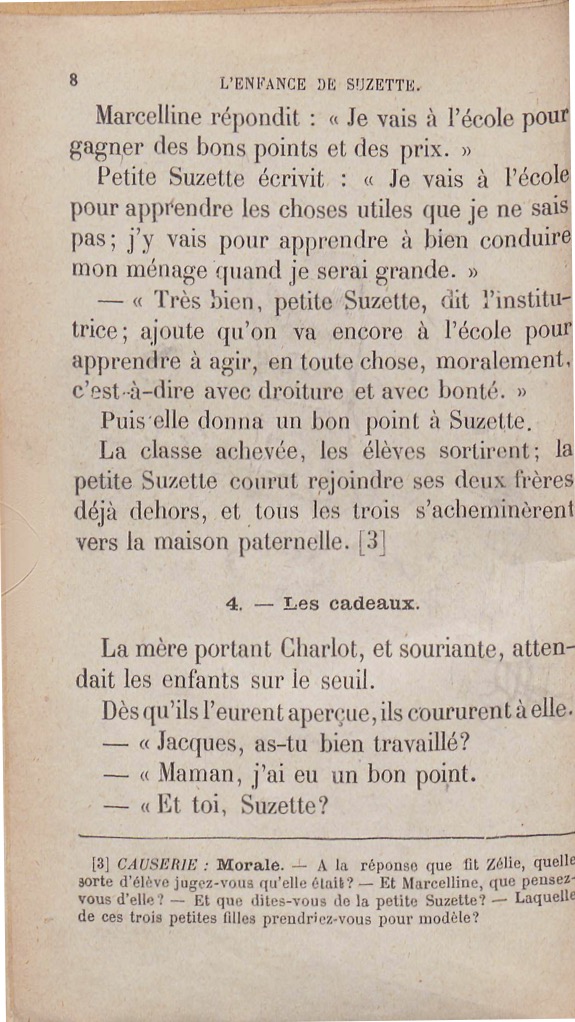 8
L'ENFANCE DE SUZETTE.
Marcelline répondit : « Je vais à l'école pour
gagner des bons points et des prix. »
Petite Suzette écrivit : « Je vais à l'école
pour apprendre les choses utiles que je ne sais
pas; j'y vais pour apprendre à bien conduire
mon ménage quand je serai grande. »
— « Très bien, petite Suzette, dit l'institu-
trice; ajoute qu'on va encore à l'école pour
apprendre à agir, en toute chose, moralement,
c'est-à-dire avec droiture et avec bonté. »
Puis elle donna un bon point à Suzette.
La classe achevée, les élèves sortirent; la
petite Suzette courut rejoindre ses deux frères
déjà dehors, et tous les trois s'acheminèrent
vers la maison paternelle. [3]
4. — Les cadeaux.
La mère portant Charlot, et souriante, atten-
dait les enfants sur le seuil.
Dès qu'ils l'eurent aperçue, ils coururent à elle.
— « Jacques, as-tu bien travaillé?
— « Maman, j'ai eu un bon point.
— « Et toi, Suzette?
[3] CAUSERIE : Morale. — A la réponse que fit Zélie, quelle
sorte d'élève jugez-vous qu'elle était? — Et Marcelline, que pensez-
vous d'elle? — Et que dites-vous de la petite Suzette? — Laquelle
de ces trois petites filles prendriez-vous pour modèle?